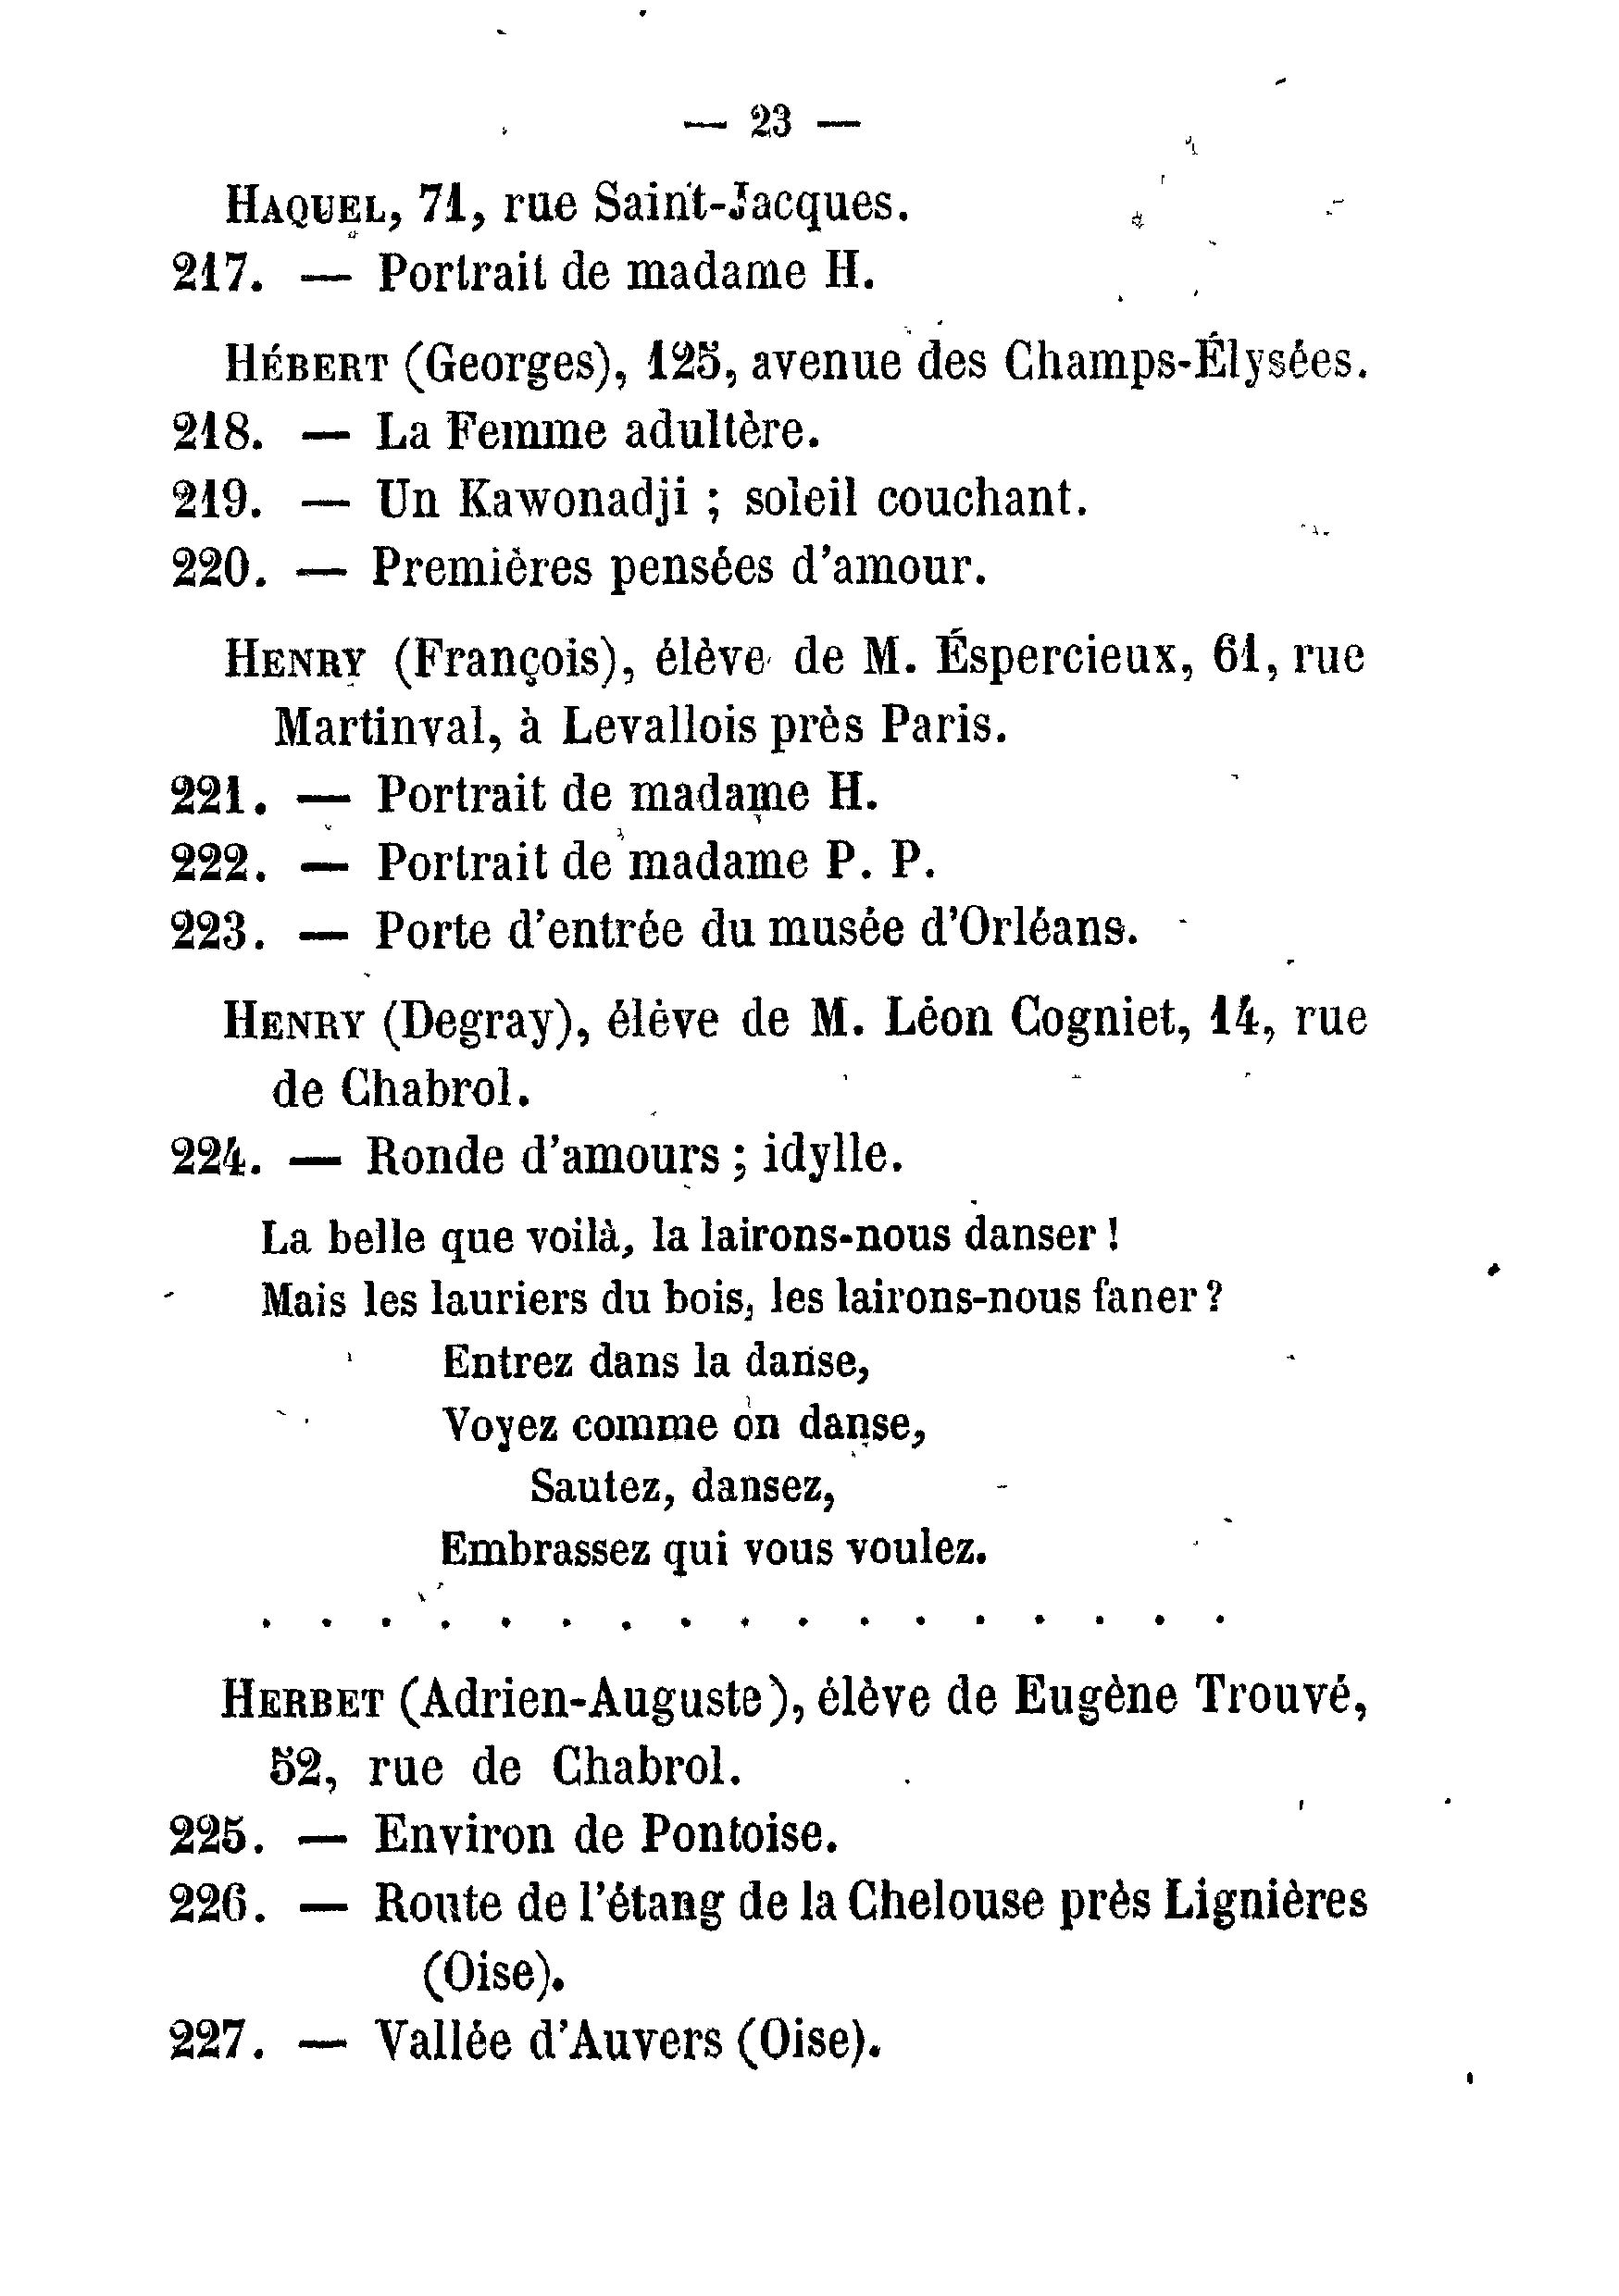 — 23 —
HAQUEL, 71, rue Saint-Jacques.
217. — Portrait de madame H.
HÉBERT (Georges), 125, avenue des Champs-Élysées.
218. — La Femme adultère.
219. — Un Kawonadji ; soleil couchant.
220. — Premières pensées d'amour.
HENRY (François), élève de M. Éspercieux, 61, rue
Martinval, à Levallois près Paris.
221. — Portrait de madame H.
222. — Portrait de madame P. P.
223. — Porte d'entrée du musée d'Orléans.
HENRY (Degray), élève de M. Léon Cogniet, 14, rue
de Chabrol.
224. — Ronde d'amours ; idylle.
La belle que voilà, la lairons-nous danser !
Mais les lauriers du bois, les lairons-nous faner ?
Entrez dans la danse,
Voyez comme on danse,
Sautez, dansez,
Embrassez qui vous voulez.
. . . . . . . . . . . . . . . . .
HERBET (Adrien-Auguste), élève de Eugène Trouvé,
52, rue de Chabrol.
225. — Environ de Pontoise.
226. — Route de l'étang de la Chelouse près Lignières
(Oise).
227. — Vallée d'Auvers (Oise).